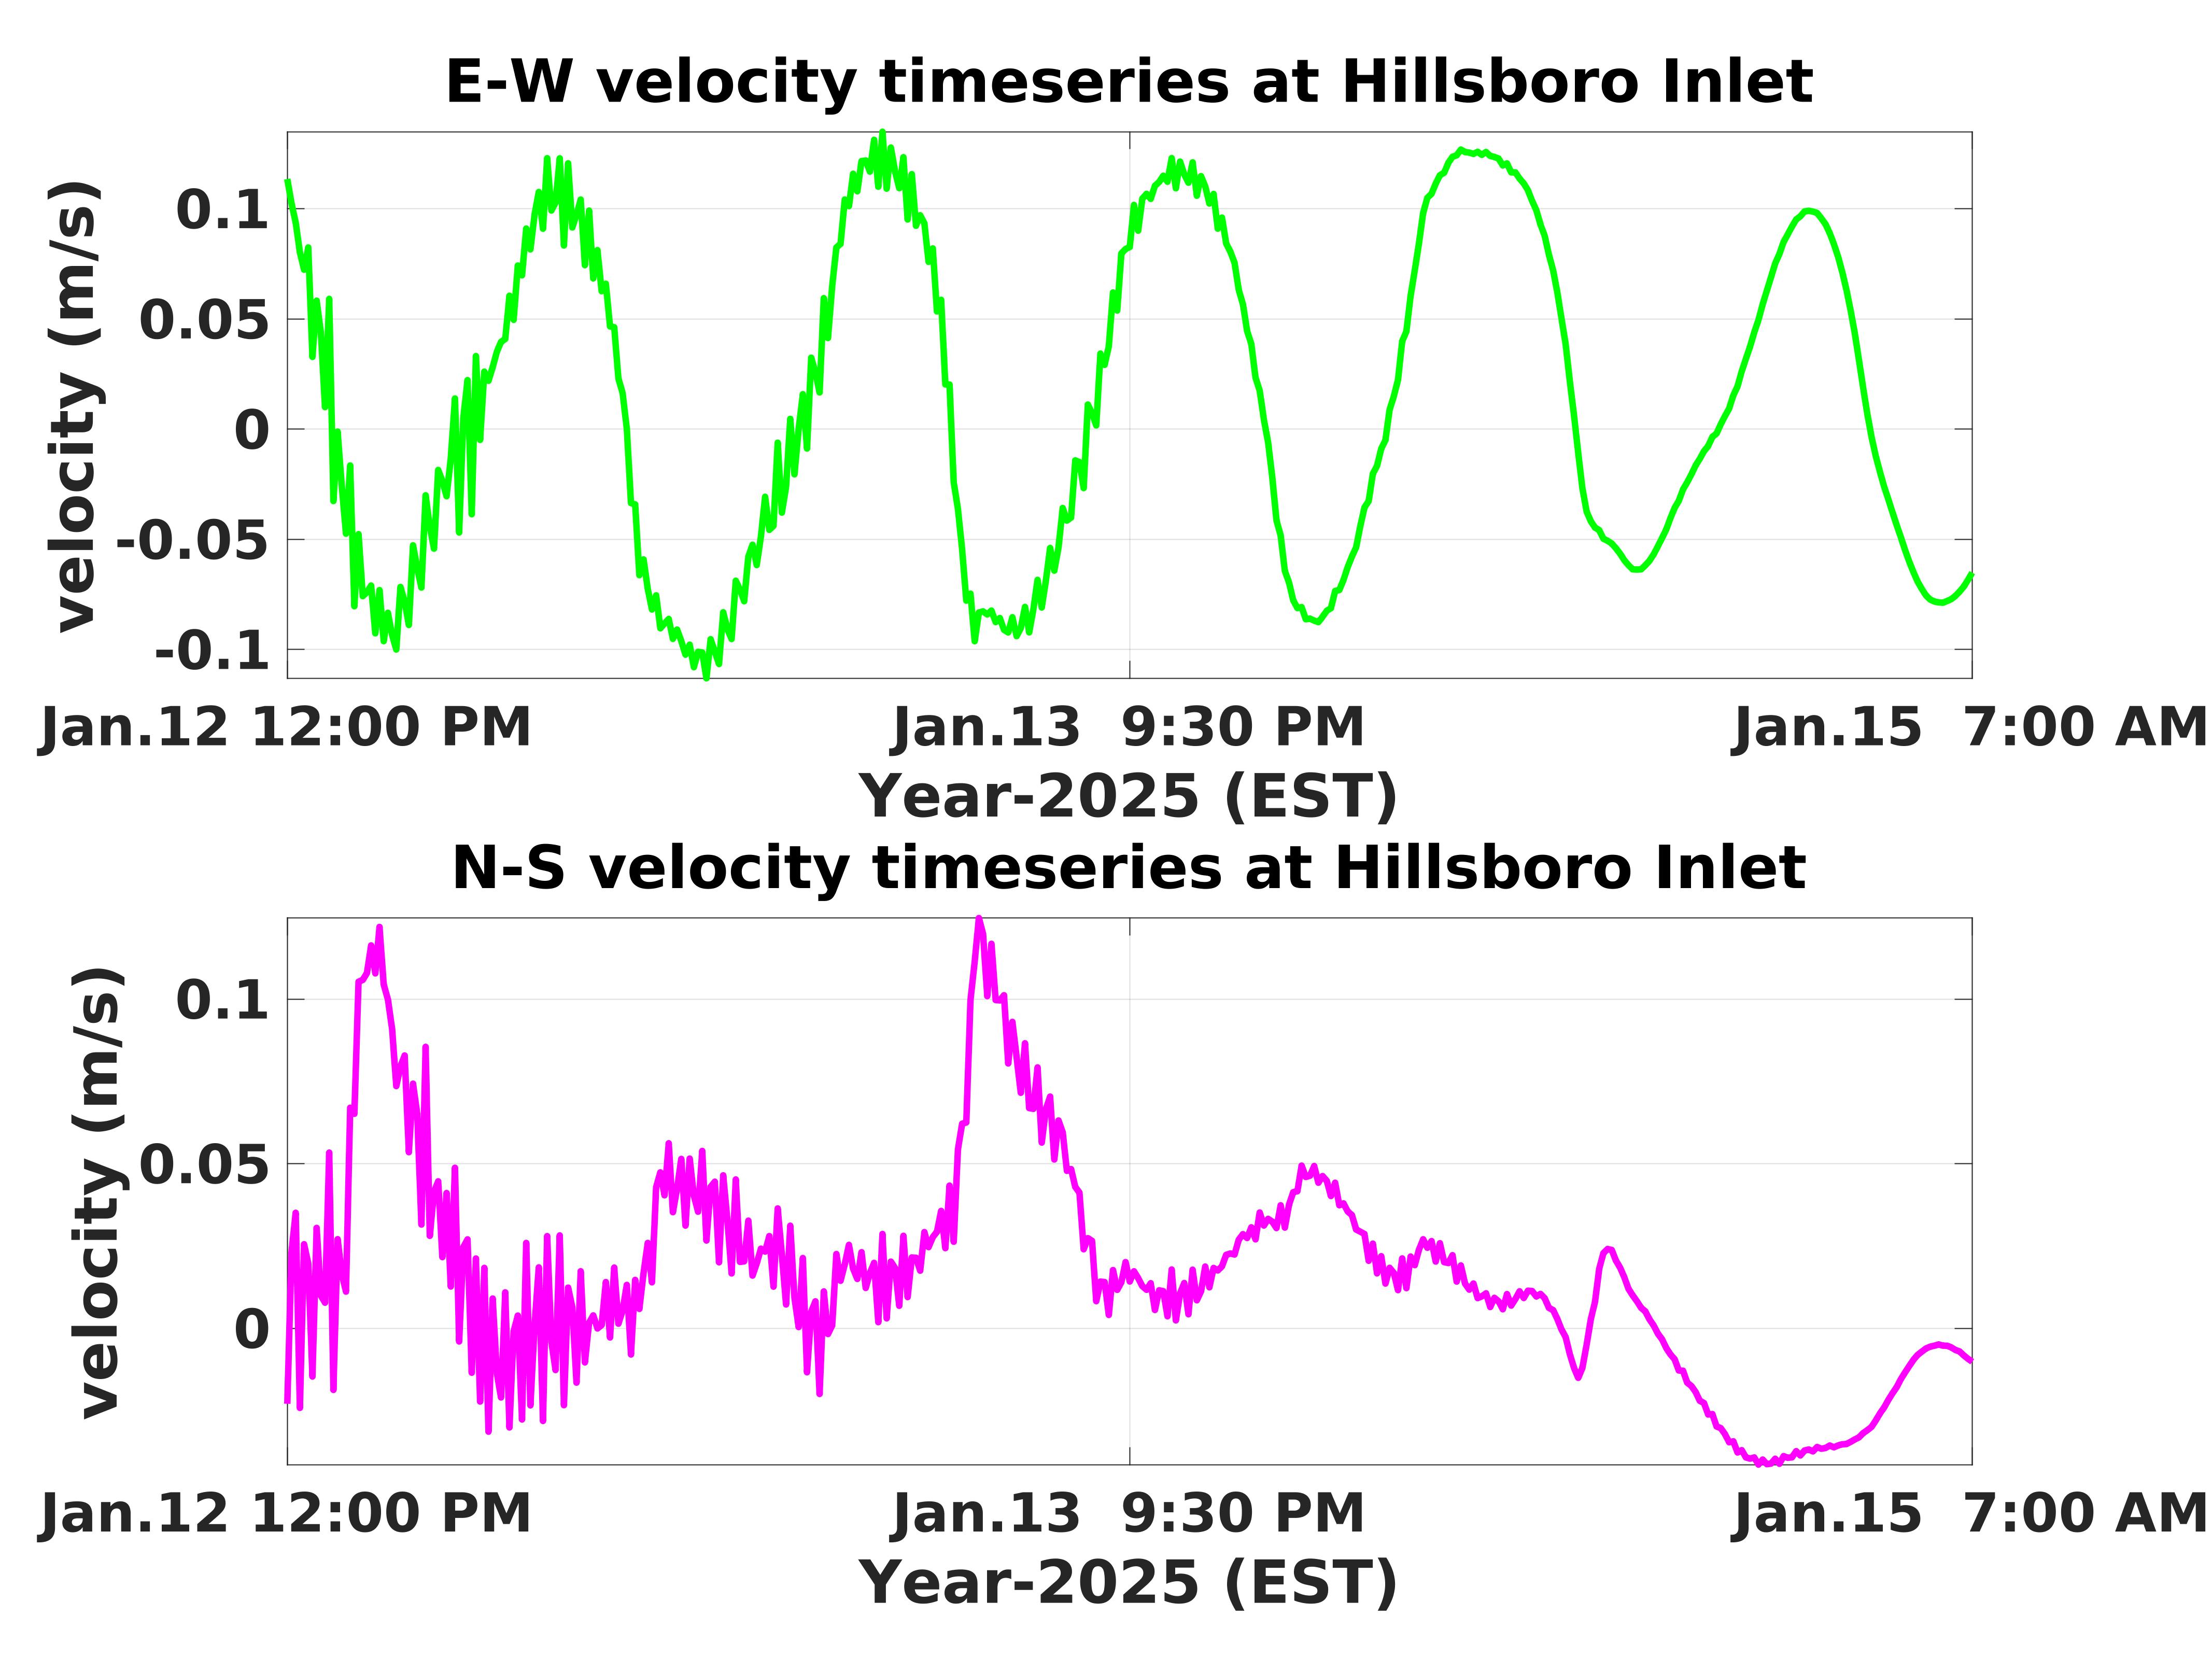 E-W velocity timeseries at Hillsboro Inlet
velocity (m/s)
0.1
0.05
0
-0.05
-0.1
Jan.12 12:00 PM Jan.13 9:30 PM Jan.15 7:00 AM
Year-2025 (EST)
N-S velocity timeseries at Hillsboro Inlet
velocity (m/s)
0.1
0.05
0
Jan.12 12:00 PM Jan.13 9:30 PM Jan.15 7:00 AM
Year-2025 (EST)